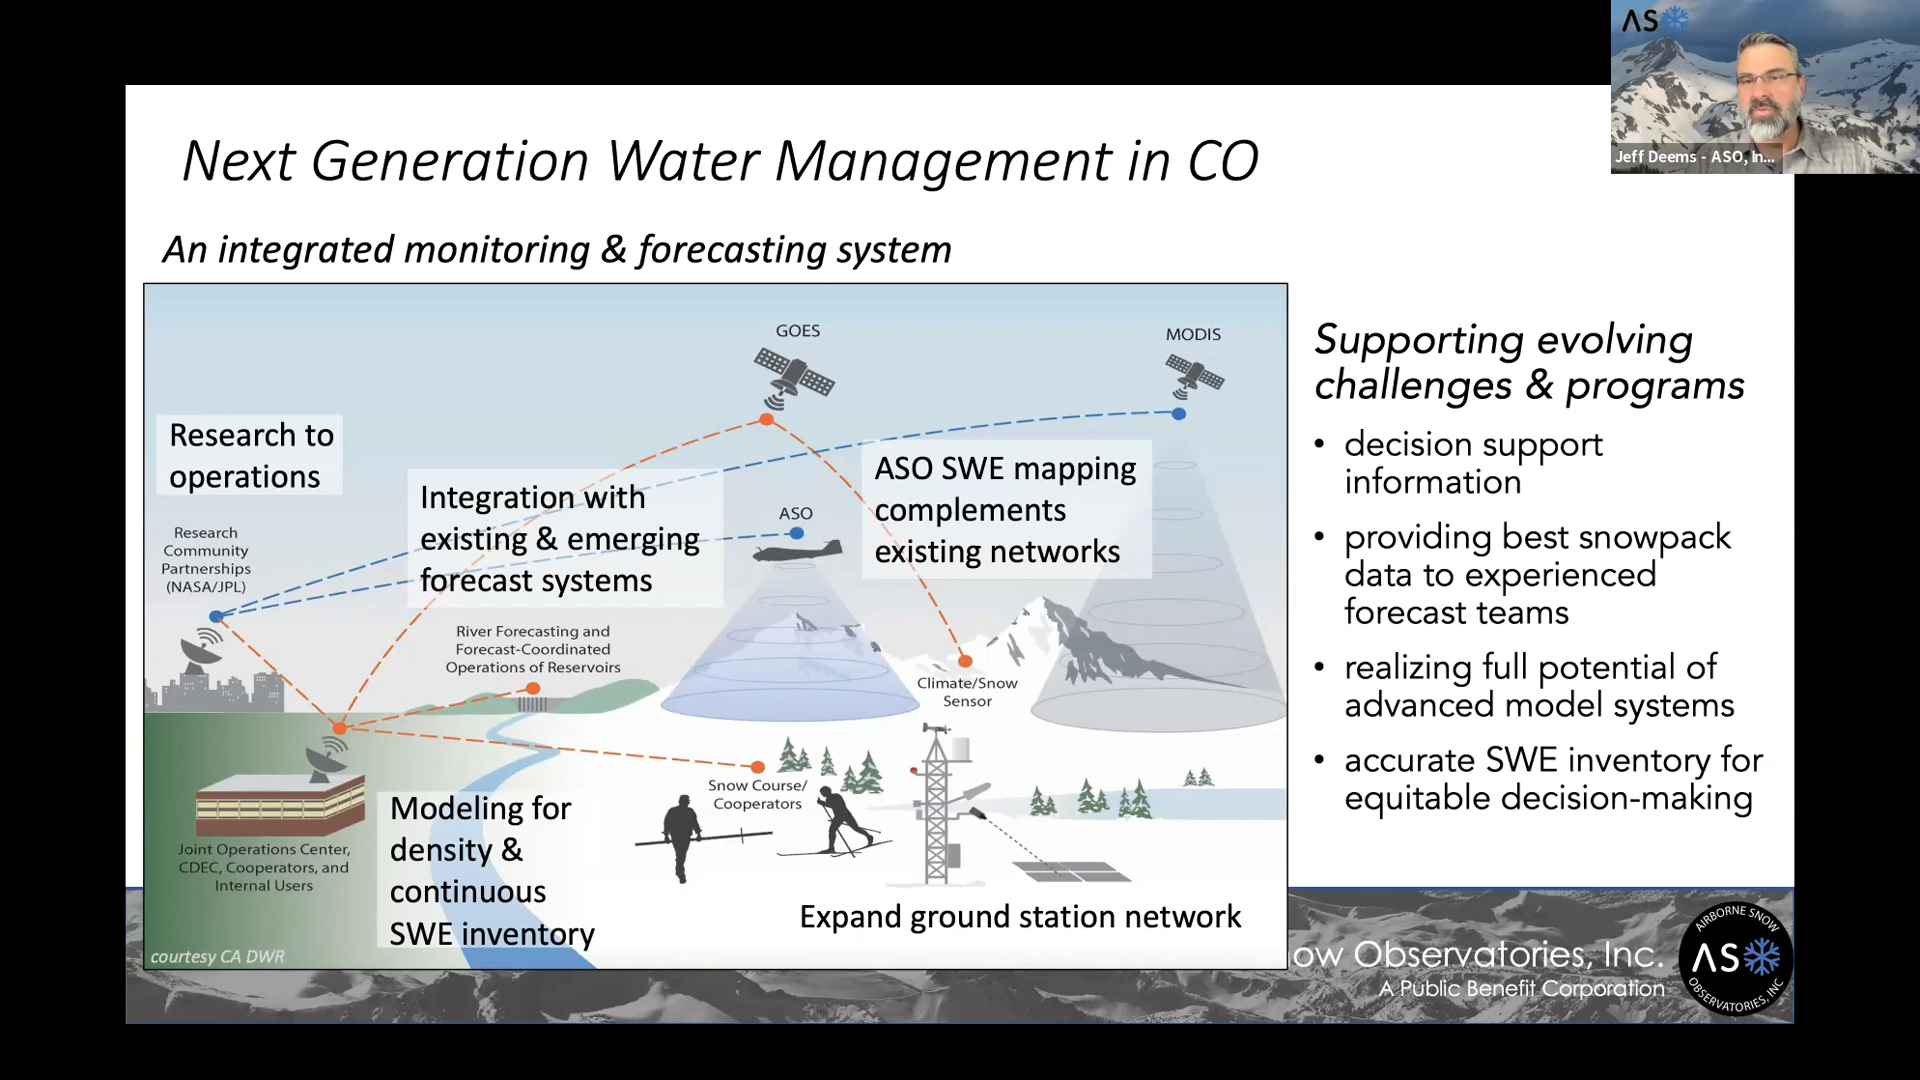 AS
Jeff Deems - ASO, In...
Next Generation Water Management in CO
An integrated monitoring & forecasting system
GOES
MODIS
Research to
operations
Integration with
existing & emerging
forecast systems
ASO SWE mapping
complements
existing networks
ASO
Research
Community
Partnerships
(NASA/JPL)
River Forecasting and
Forecast-Coordinated
Operations of Reservoirs
Climate/Snow
Sensor
Snow Course/
Cooperators
Joint Operations Center,
CDEC, Cooperators, and
Internal Users
Modeling for
density &
continuous
SWE inventory
Expand ground station network
courtesy CA DWR
Supporting evolving
challenges & programs
• decision support
information
• providing best snowpack
data to experienced
forecast teams
• realizing full potential of
advanced model systems
• accurate SWE inventory for
equitable decision-making
ow Observatories, Inc.
A Public Benefit Corporation
AIRBORNE SNOW
AS
OBSERVATORIES, INC